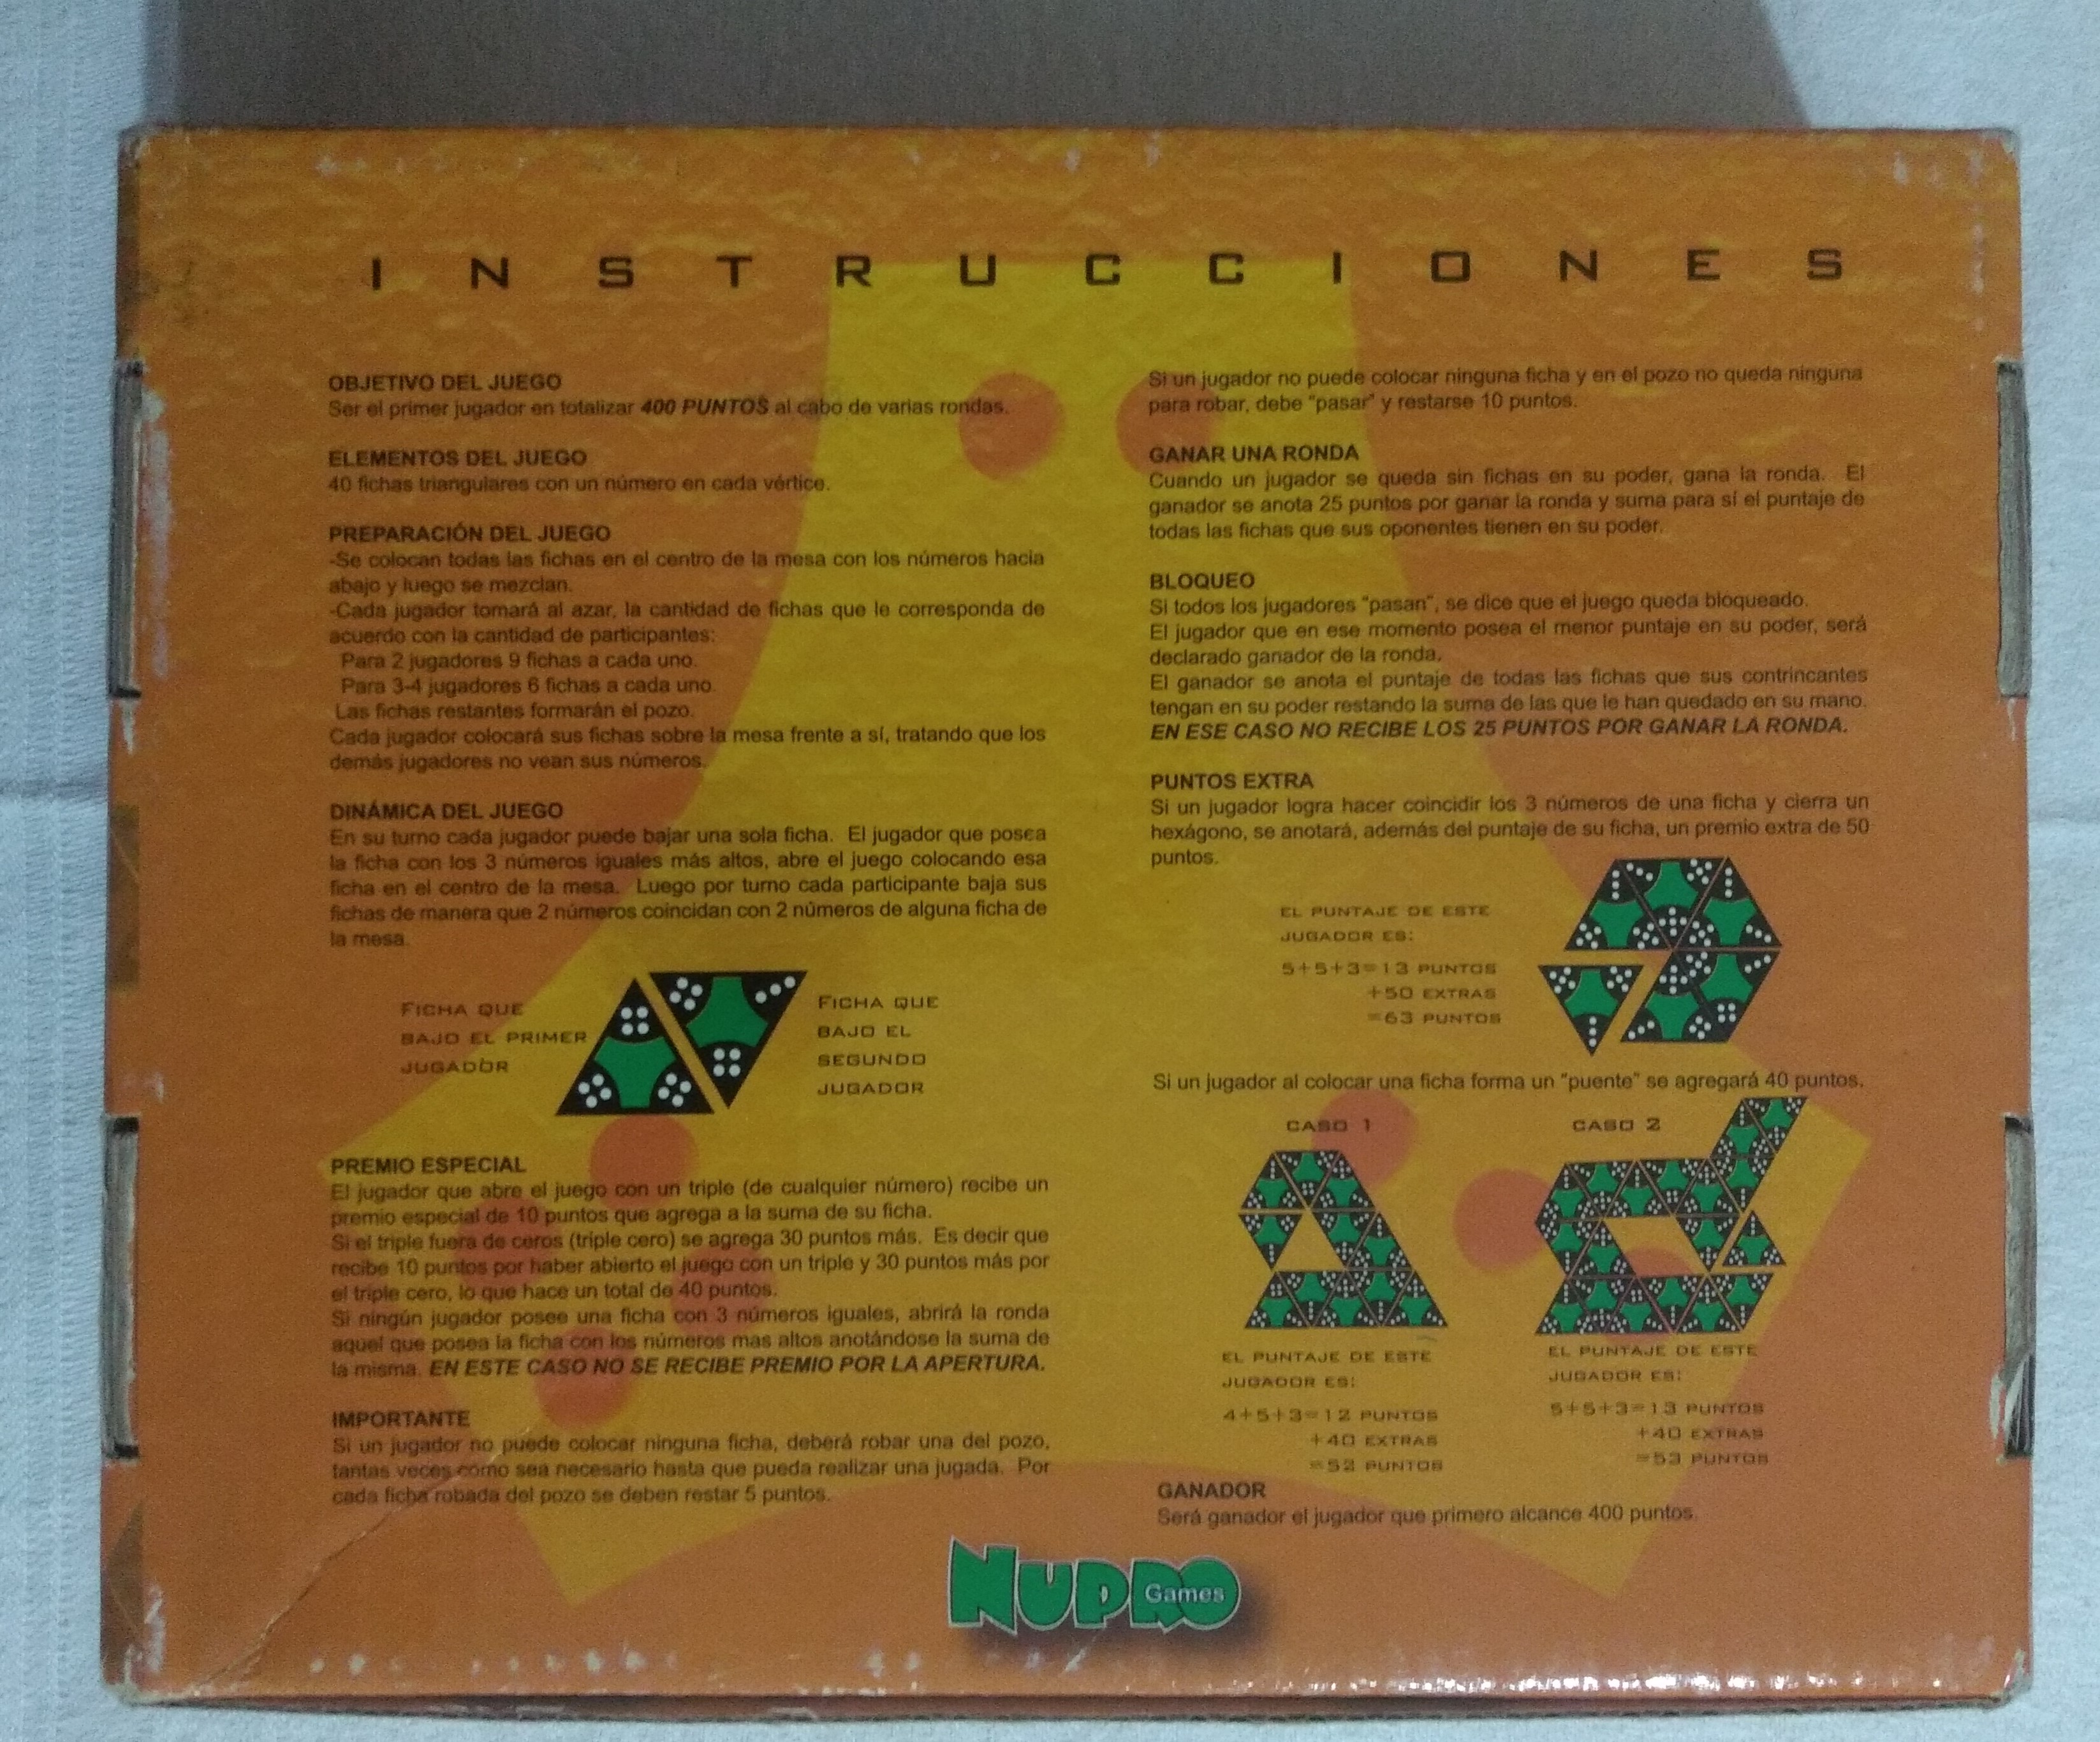 INSTRUCCIONES
OBJETIVO DEL JUEGO
Ser el primer jugador en totalizar 400 PUNTOS al cabo de varias rondas.
ELEMENTOS DEL JUEGO
40 fichas triangulares con un número en cada vértice.
PREPARACIÓN DEL JUEGO
-Se colocan todas las fichas en el centro de la mesa con los números hacia
abajo y luego se mezclan.
-Cada jugador tomará al azar, la cantidad de fichas que le corresponda de
acuerdo con la cantidad de participantes:
Para 2 jugadores 9 fichas a cada uno.
Para 3-4 jugadores 6 fichas a cada uno.
Las fichas restantes formarán el pozo.
Cada jugador colocará sus fichas sobre la mesa frente a sí, tratando que los
demás jugadores no vean sus números.
DINÁMICA DEL JUEGO
En su turno cada jugador puede bajar una sola ficha. El jugador que posea
la ficha con los 3 números iguales más altos, abre el juego colocando esa
ficha en el centro de la mesa. Luego por turno cada participante baja sus
fichas de manera que 2 números coincidan con 2 números de alguna ficha de
la mesa.
FICHA QUE
BAJO EL PRIMER
JUGADOR
FICHA QUE
BAJO EL
SEGUNDO
JUGADOR
PREMIO ESPECIAL
El jugador que abre el juego con un triple (de cualquier número) recibe un
premio especial de 10 puntos que agrega a la suma de su ficha.
Si el triple fuera de ceros (triple cero) se agrega 30 puntos más. Es decir que
recibe 10 puntos por haber abierto el juego con un triple y 30 puntos más por
el triple cero, lo que hace un total de 40 puntos.
Si ningún jugador posee una ficha con 3 números iguales, abrirá la ronda
aquel que posea la ficha con los números mas altos anotándose la suma de
la misma. EN ESTE CASO NO SE RECIBE PREMIO POR LA APERTURA.
IMPORTANTE
Si un jugador no puede colocar ninguna ficha, deberá robar una del pozo,
tantas veces como sea necesario hasta que pueda realizar una jugada. Por
cada ficha robada del pozo se deben restar 5 puntos.
Si un jugador no puede colocar ninguna ficha y en el pozo no queda ninguna
para robar, debe "pasar" y restarse 10 puntos.
GANAR UNA RONDA
Cuando un jugador se queda sin fichas en su poder, gana la ronda. El
ganador se anota 25 puntos por ganar la ronda y suma para sí el puntaje de
todas las fichas que sus oponentes tienen en su poder.
BLOQUEO
Si todos los jugadores "pasan", se dice que el juego queda bloqueado.
El jugador que en ese momento posea el menor puntaje en su poder, será
declarado ganador de la ronda.
El ganador se anota el puntaje de todas las fichas que sus contrincantes
tengan en su poder restando la suma de las que le han quedado en su mano.
EN ESE CASO NO RECIBE LOS 25 PUNTOS POR GANAR LA RONDA.
PUNTOS EXTRA
Si un jugador logra hacer coincidir los 3 números de una ficha y cierra un
hexágono, se anotará, además del puntaje de su ficha, un premio extra de 50
puntos.
EL PUNTAJE DE ESTE
JUGADOR ES:
5+5+3=13 PUNTOS
+50 EXTRAS
=63 PUNTOS
Si un jugador al colocar una ficha forma un "puente" se agregará 40 puntos.
CASO 1
EL PUNTAJE DE ESTE
JUGADOR ES:
4+5+3=12 PUNTOS
+40 EXTRAS
=52 PUNTOS
CASO 2
EL PUNTAJE DE ESTE
JUGADOR ES:
5+5+3=13 PUNTOS
+40 EXTRAS
=53 PUNTOS
GANADOR
Será ganador el jugador que primero alcance 400 puntos.
NUPRO Games